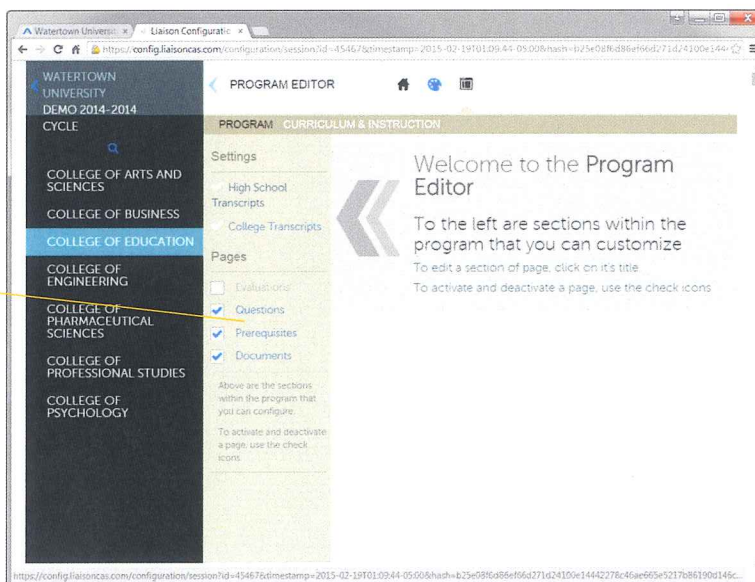 Watertown Universi
Liaison Configuratio
https://config.liaisoncas.com/configuration/session?id=45467&timestamp=2015-02-19T01:09:44-05:00&hash=b25e08f6d86ef66d271d24100e144
WATERTOWN
UNIVERSITY
DEMO 2014-2014
CYCLE
COLLEGE OF ARTS AND
SCIENCES
COLLEGE OF BUSINESS
COLLEGE OF EDUCATION
COLLEGE OF
ENGINEERING
COLLEGE OF
PHARMACEUTICAL
SCIENCES
COLLEGE OF
PROFESSIONAL STUDIES
COLLEGE OF
PSYCHOLOGY
PROGRAM EDITOR
PROGRAM CURRICULUM & INSTRUCTION
Settings
High School
Transcripts
College Transcripts
Pages
Evaluations
Questions
Prerequisites
Documents
Above are the sections
within the program that
you can configure.
To activate and deactivate
a page, use the check
icons.
Welcome to the Program
Editor
To the left are sections within the
program that you can customize
To edit a section of page, click on it's title
To activate and deactivate a page, use the check icons
https://config.liaisoncas.com/configuration/session?id=45467&timestamp=2015-02-19T01:09:44-05:00&hash=b25e08f6d86ef66d271d24100e14442278c46ae665e5217b86190d146c...